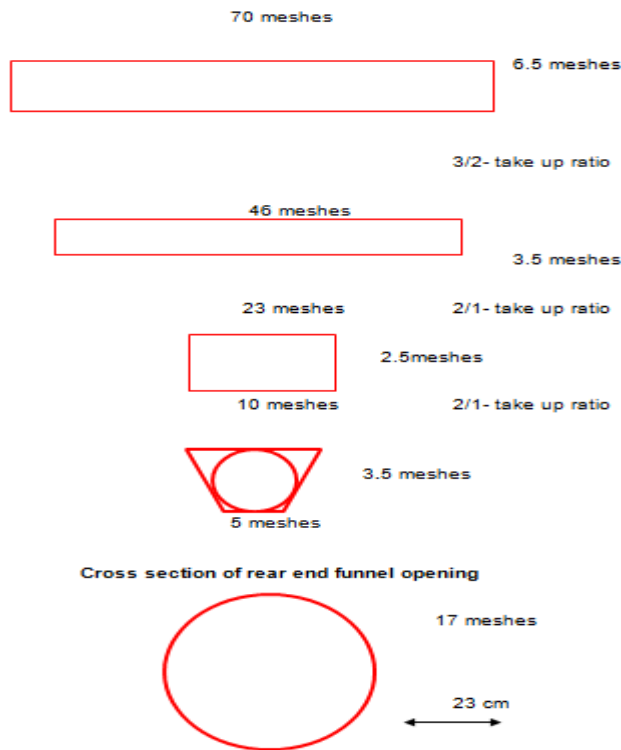 70 meshes
6.5 meshes
3/2- take up ratio
46 meshes
3.5 meshes
23 meshes
2/1- take up ratio
2.5meshes
10 meshes
2/1- take up ratio
3.5 meshes
5 meshes
Cross section of rear end funnel opening
17 meshes
23 cm